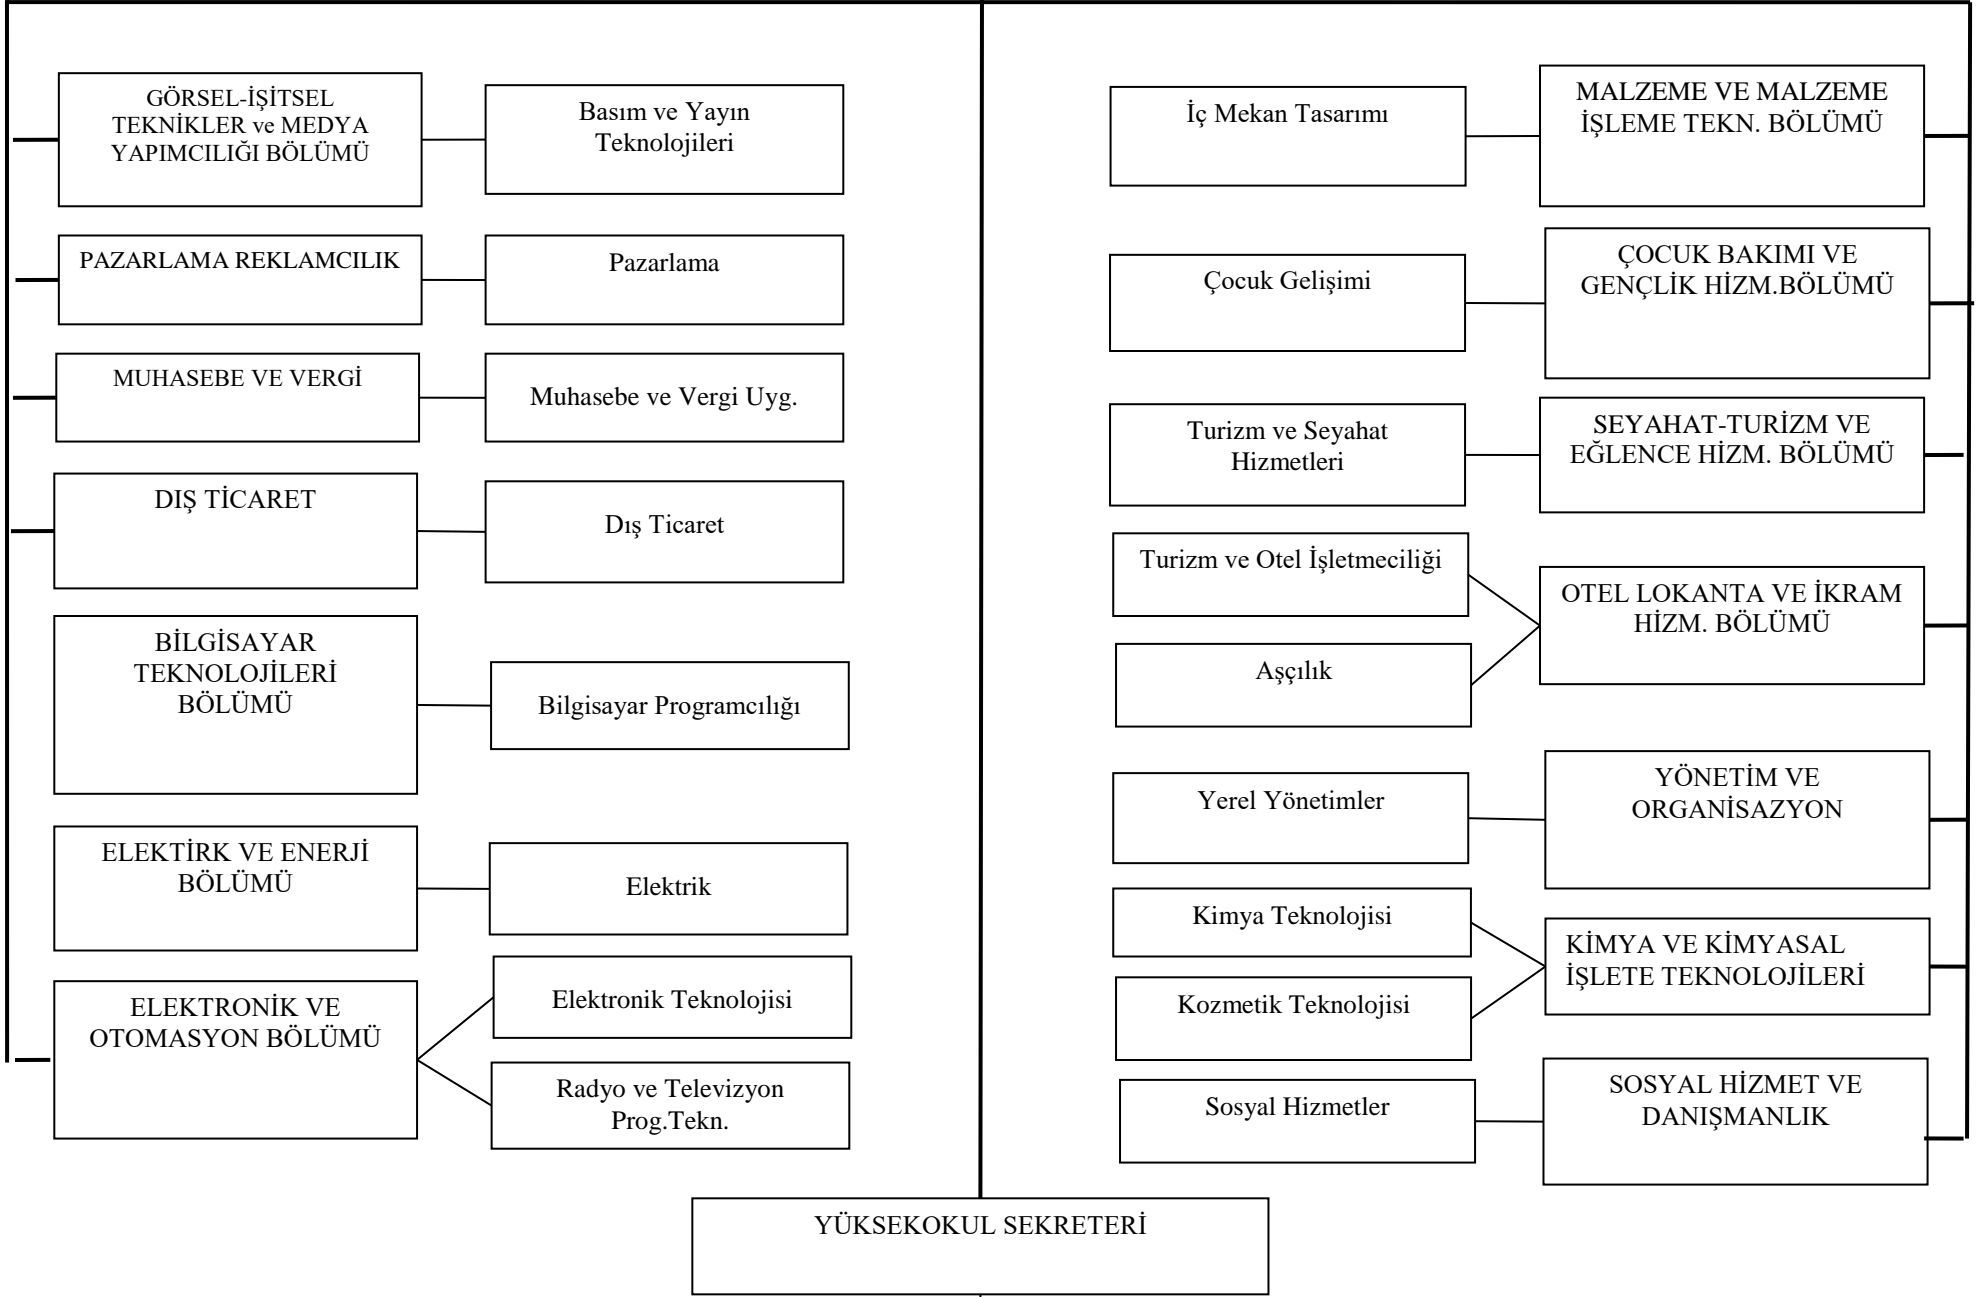 GÖRSEL-İŞİTSEL
TEKNİKLER ve MEDYA
YAPIMCILIĞI BÖLÜMÜ
Basım ve Yayın
Teknolojileri
PAZARLAMA REKLAMCILIK
Pazarlama
MUHASEBE VE VERGİ
Muhasebe ve Vergi Uyg.
DIŞ TİCARET
Dış Ticaret
BİLGİSAYAR
TEKNOLOJİLERİ
BÖLÜMÜ
Bilgisayar Programcılığı
ELEKTİRK VE ENERJİ
BÖLÜMÜ
Elektrik
ELEKTRONİK VE
OTOMASYON BÖLÜMÜ
Elektronik Teknolojisi
Radyo ve Televizyon
Prog.Tekn.
İç Mekan Tasarımı
MALZEME VE MALZEME
İŞLEME TEKN. BÖLÜMÜ
Çocuk Gelişimi
ÇOCUK BAKIMI VE
GENÇLİK HİZM.BÖLÜMÜ
Turizm ve Seyahat
Hizmetleri
SEYAHAT-TURİZM VE
EĞLENCE HİZM. BÖLÜMÜ
Turizm ve Otel İşletmeciliği
Aşçılık
OTEL LOKANTA VE İKRAM
HİZM. BÖLÜMÜ
Yerel Yönetimler
YÖNETİM VE
ORGANİSAZYON
Kimya Teknolojisi
Kozmetik Teknolojisi
KİMYA VE KİMYASAL
İŞLETE TEKNOLOJİLERİ
Sosyal Hizmetler
SOSYAL HİZMET VE
DANIŞMANLIK
YÜKSEKOKUL SEKRETERİ